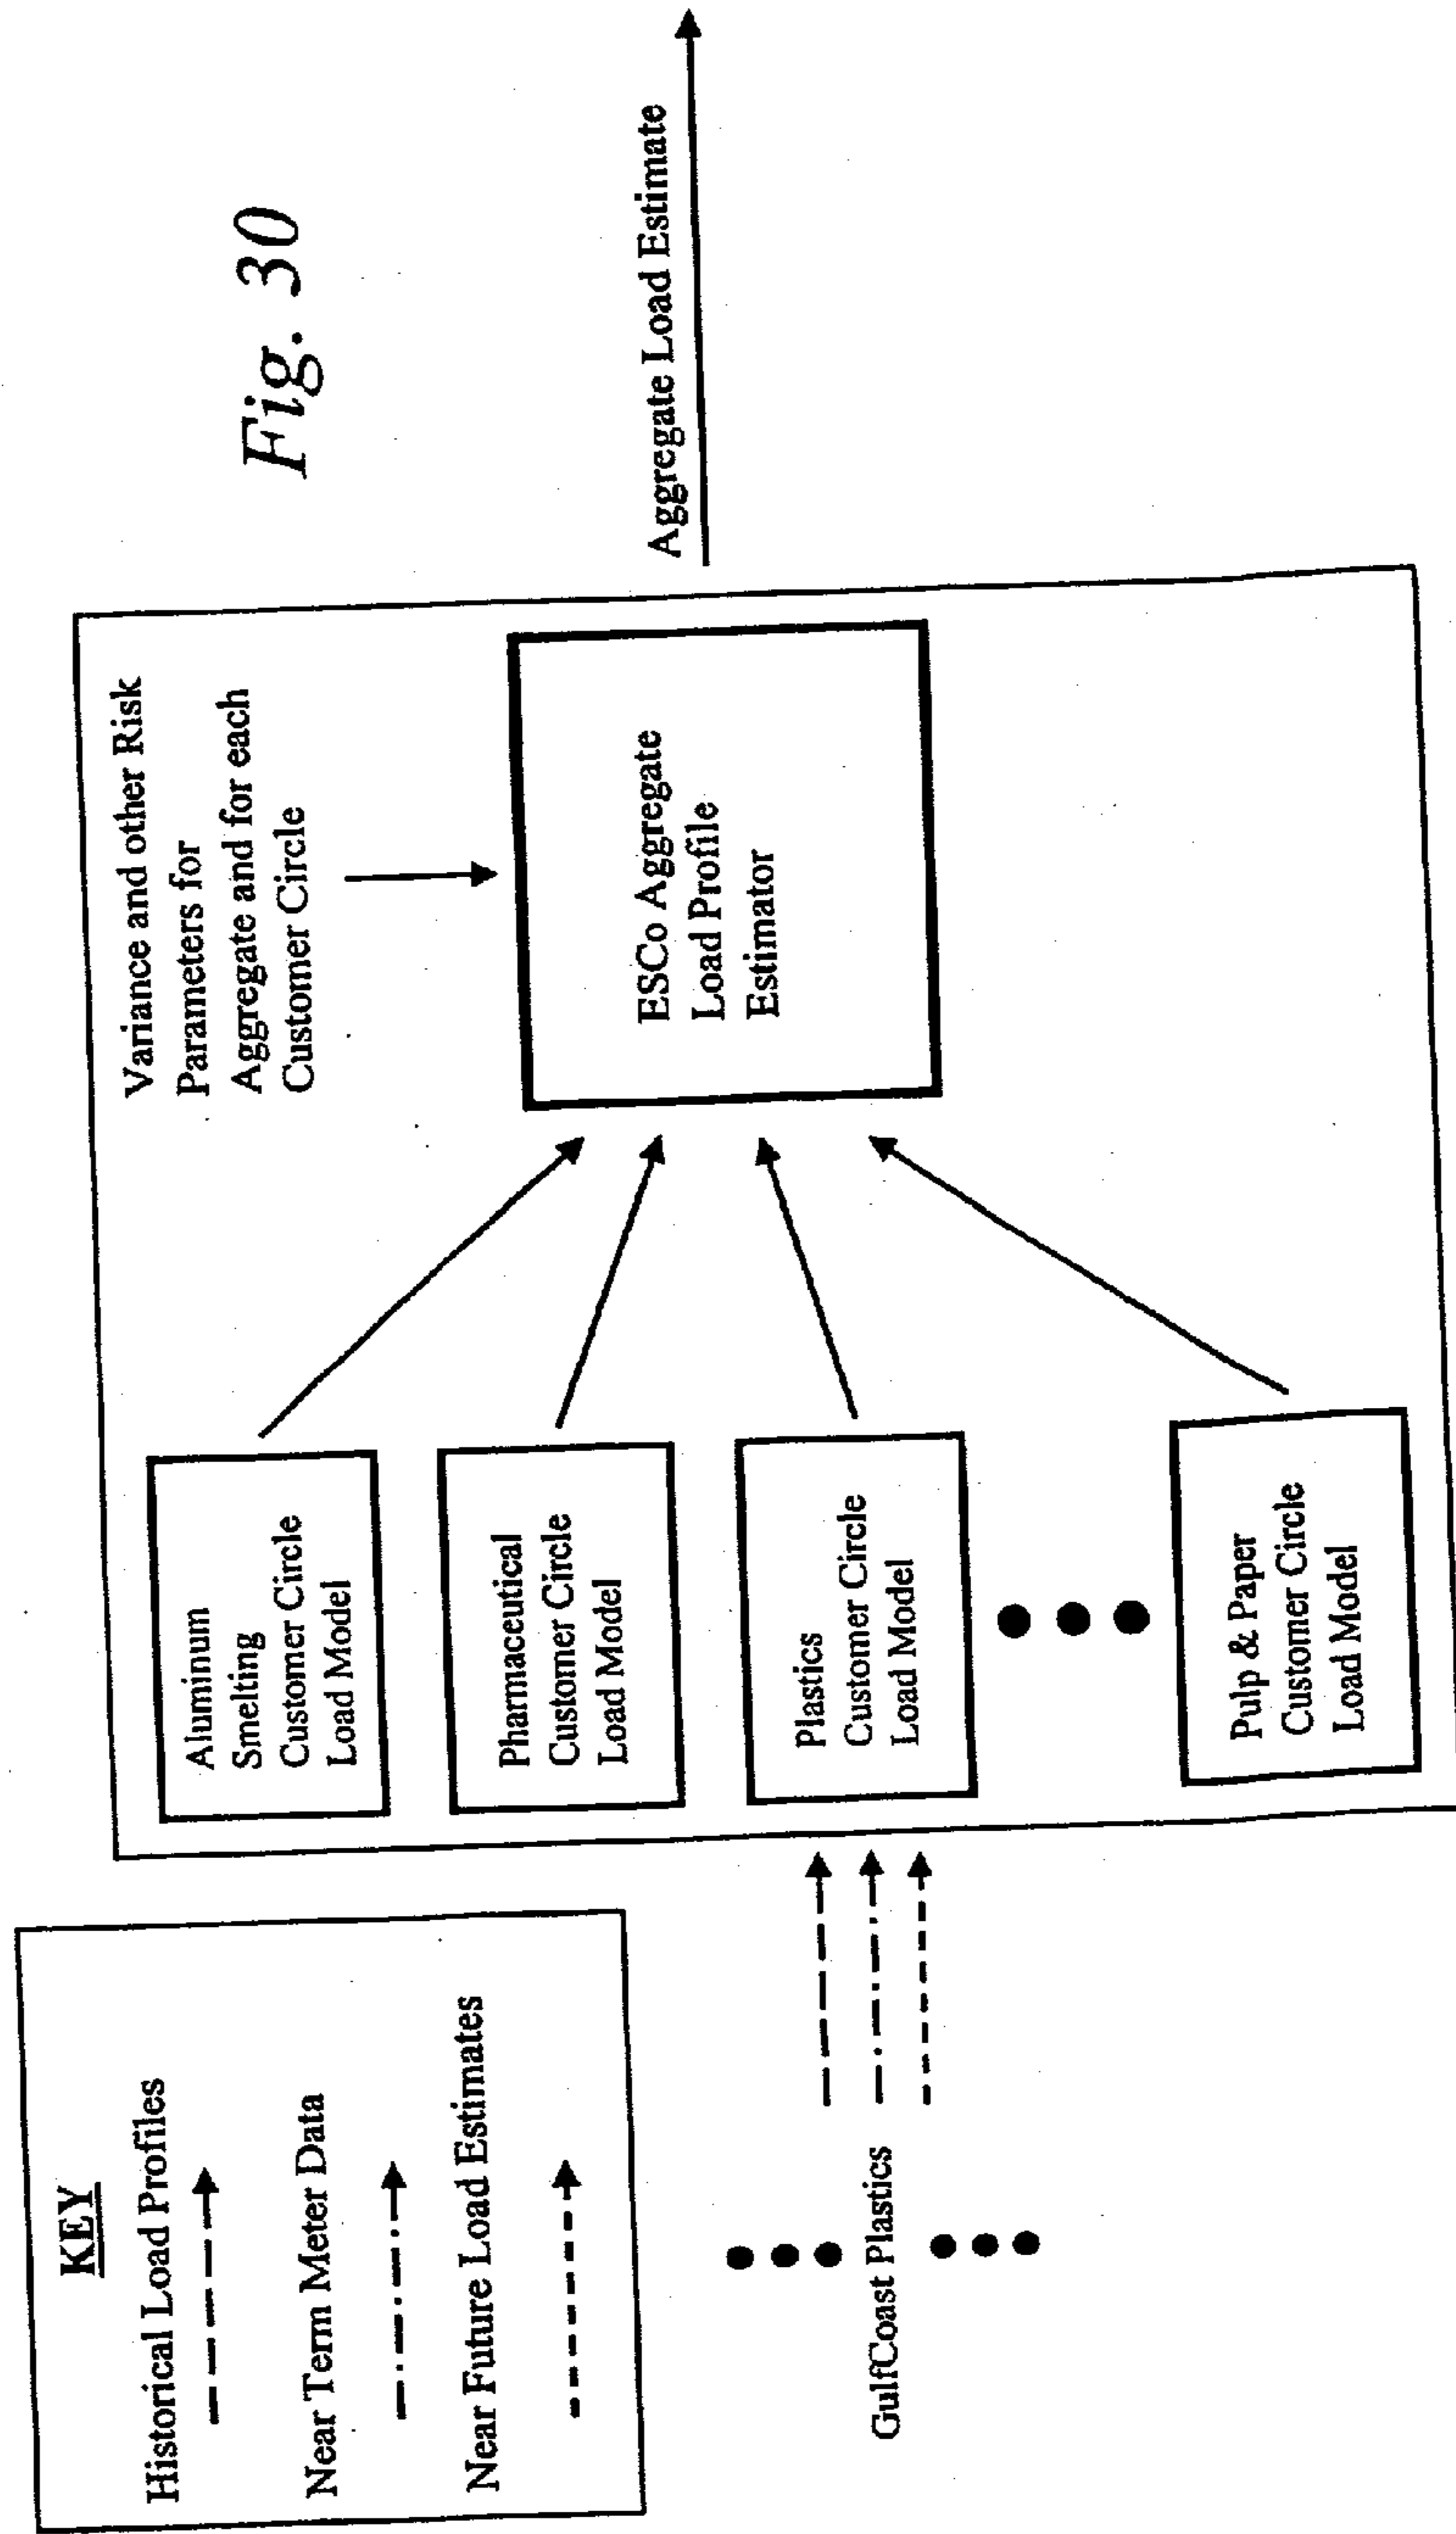 Fig. 30
KEY
Historical Load Profiles
Near Term Meter Data
Near Future Load Estimates
GulfCoast Plastics
Aluminum
Smelting
Customer Circle
Load Model
Pharmaceutical
Customer Circle
Load Model
Plastics
Customer Circle
Load Model
Pulp & Paper
Customer Circle
Load Model
Variance and other Risk
Parameters for
Aggregate and for each
Customer Circle
ESCo Aggregate
Load Profile
Estimator
Aggregate Load Estimate